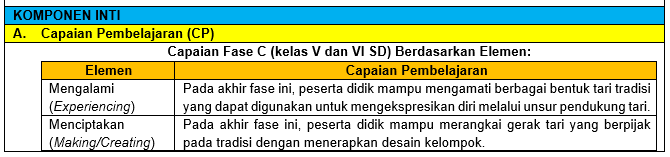 KOMPONEN INTI
A. Capaian Pembelajaran (CP)
Capaian Fase C (kelas V dan VI SD) Berdasarkan Elemen:
Elemen Capaian Pembelajaran
Mengalami Pada akhir fase ini, peserta didik mampu mengamati berbagai bentuk tari tradisi
(Experiencing) yang dapat digunakan untuk mengekspresikan diri melalui unsur pendukung tari.
Menciptakan Pada akhir fase ini, peserta didik mampu merangkai gerak tari yang berpijak
(Making/Creating) pada tradisi dengan menerapkan desain kelompok.